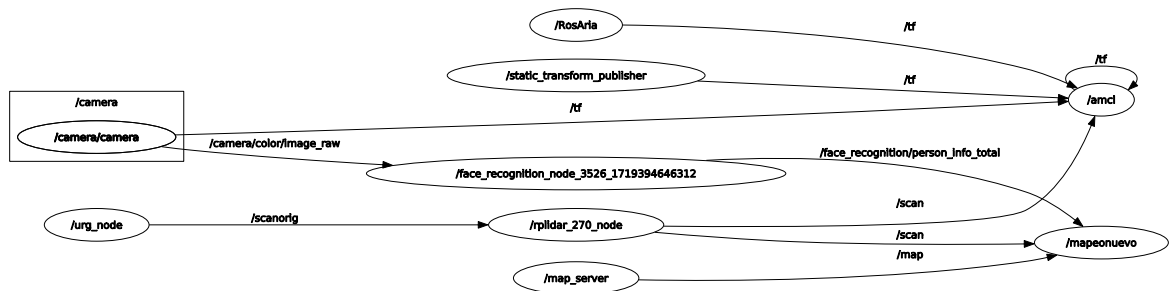 /RosAria
/tf
/static_transform_publisher
/tf
/tf
/amcl
/camera
/camera/camera
/tf
/camera/color/image_raw
/face_recognition_node_3526_1719394646312
/face_recognition/person_info_total
/urg_node
/scanorig
/rplidar_270_node
/scan
/scan
/mapeonuevo
/map_server
/map